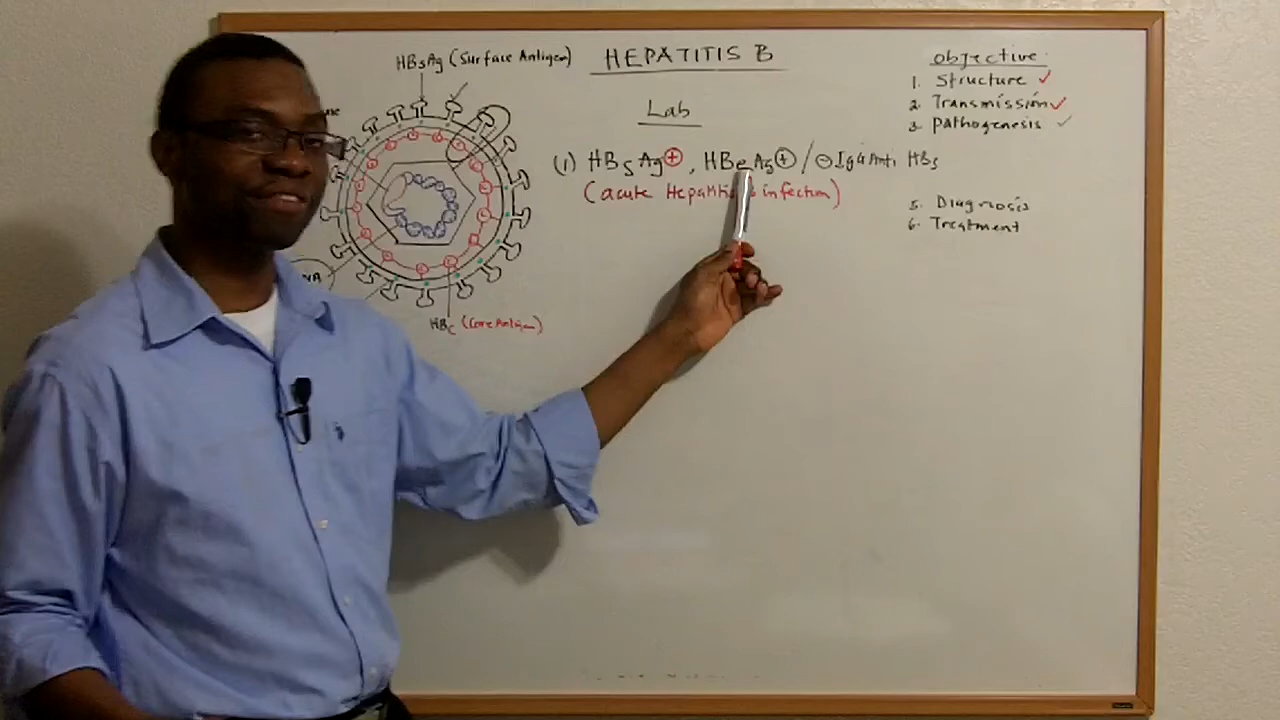 HEPATITIS B
HBsAg (Surface Antigen)
HBc (Core Antigen)
Lab
(1) HBsAg⊕, HBeAg⊕ / ⊖ IgG Anti HBs
(acute Hepatitis B infection)
Objective
1. Structure ✓
2. Transmission ✓
3. pathogenesis ✓
5. Diagnosis
6. Treatment